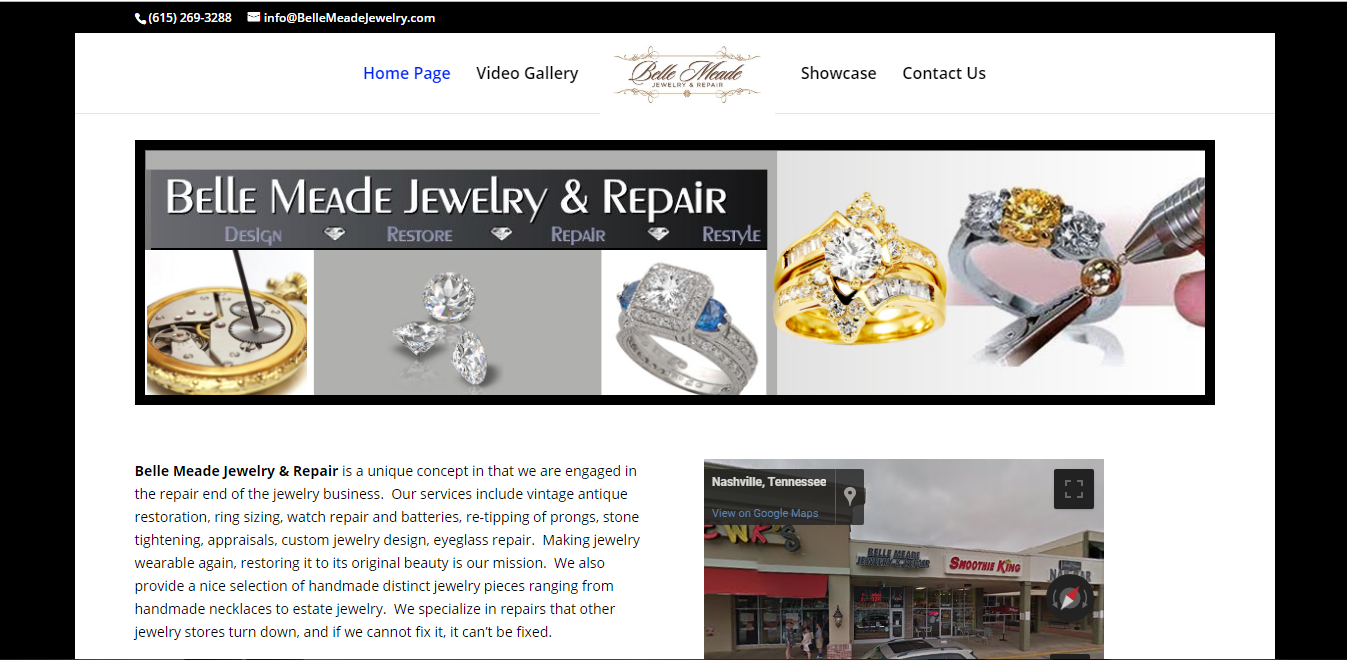 (615) 269-3288 info@BelleMeadeJewelry.com
Home Page Video Gallery Belle Meade Showcase Contact Us
JEWELRY & REPAIR
Belle Meade Jewelry & Repair
Design Restore Repair Restyle
Belle Meade Jewelry & Repair is a unique concept in that we are engaged in
the repair end of the jewelry business. Our services include vintage antique
restoration, ring sizing, watch repair and batteries, re-tipping of prongs, stone
tightening, appraisals, custom jewelry design, eyeglass repair. Making jewelry
wearable again, restoring it to its original beauty is our mission. We also
provide a nice selection of handmade distinct jewelry pieces ranging from
handmade necklaces to estate jewelry. We specialize in repairs that other
jewelry stores turn down, and if we cannot fix it, it can't be fixed.
Nashville, Tennessee
View on Google Maps
BELLE MEADE
JEWELRY & REPAIR
SMOOTHIE KING